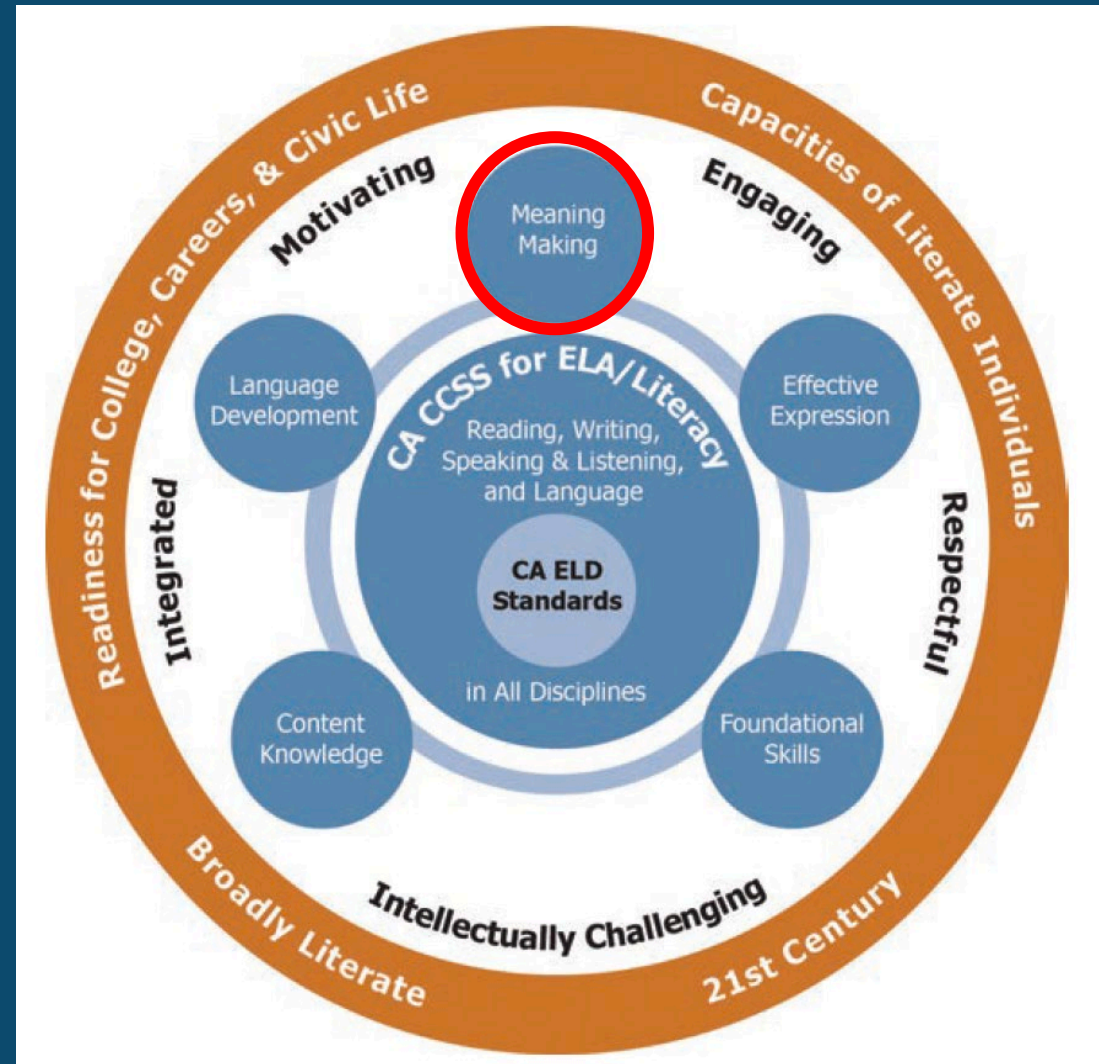 Readiness for College, Careers, & Civic Life
Capacities of Literate Individuals
Motivating
Engaging
Meaning
Making
Language
Development
Effective
Expression
CA CCSS for ELA/Literacy
Reading, Writing,
Speaking & Listening,
and Language
CA ELD
Standards
in All Disciplines
Integrated
Respectful
Content
Knowledge
Foundational
Skills
Intellectually Challenging
Broadly Literate
21st Century